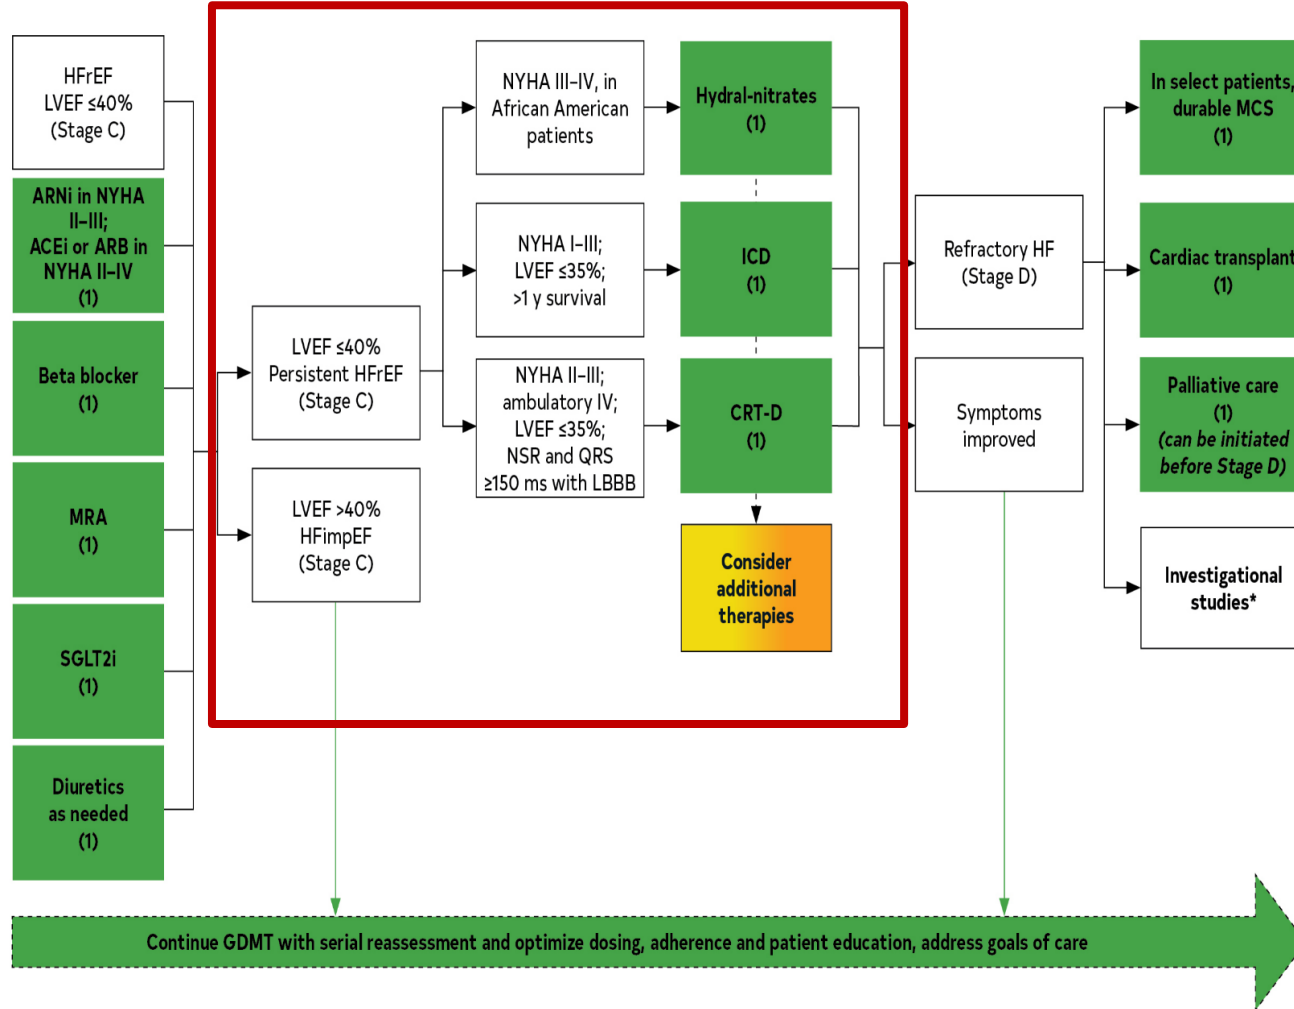 HFrEF
LVEF ≤40%
(Stage C)
ARNi in NYHA
II–III;
ACEi or ARB in
NYHA II–IV
(1)
Beta blocker
(1)
MRA
(1)
SGLT2i
(1)
Diuretics
as needed
(1)
LVEF ≤40%
Persistent HFrEF
(Stage C)
LVEF >40%
HFimpEF
(Stage C)
NYHA III–IV, in
African American
patients
NYHA I–III;
LVEF ≤35%;
>1 y survival
NYHA II–III;
ambulatory IV;
LVEF ≤35%;
NSR and QRS
≥150 ms with LBBB
Hydral-nitrates
(1)
ICD
(1)
CRT-D
(1)
Consider
additional
therapies
Refractory HF
(Stage D)
Symptoms
improved
In select patients,
durable MCS
(1)
Cardiac transplant
(1)
Palliative care
(1)
(can be initiated
before Stage D)
Investigational
studies*
Continue GDMT with serial reassessment and optimize dosing, adherence and patient education, address goals of care